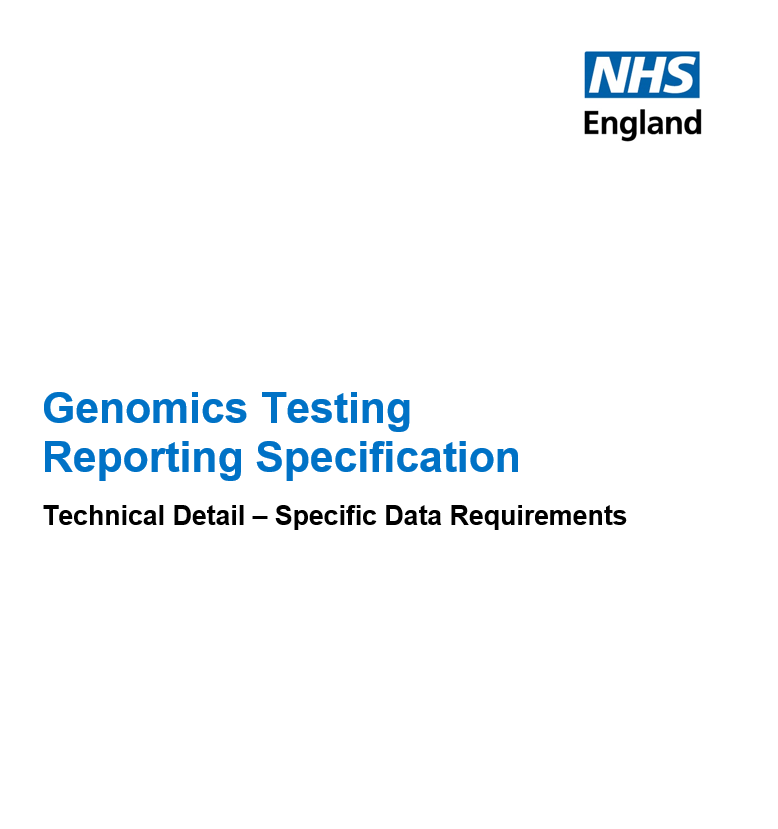 NHS
England
Genomics Testing
Reporting Specification
Technical Detail – Specific Data Requirements